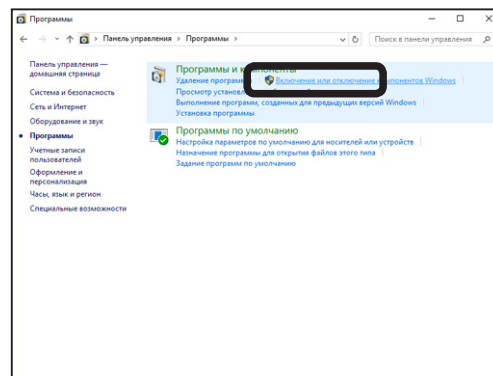 Программы
Панель управления > Программы >
Поиск в панели управления
Панель управления —
домашняя страница
Система и безопасность
Сеть и Интернет
Оборудование и звук
Программы
Учетные записи
пользователей
Оформление и
персонализация
Часы, язык и регион
Специальные возможности
Программы и компоненты
Удаление программы
Включение или отключение компонентов Windows
Просмотр
Выполнение программ, созданных для предыдущих версий Windows
Установка программы
Программы по умолчанию
Настройка параметров по умолчанию для носителей или устройств
Назначение программы для открытия файлов этого типа
Задание программ по умолчанию